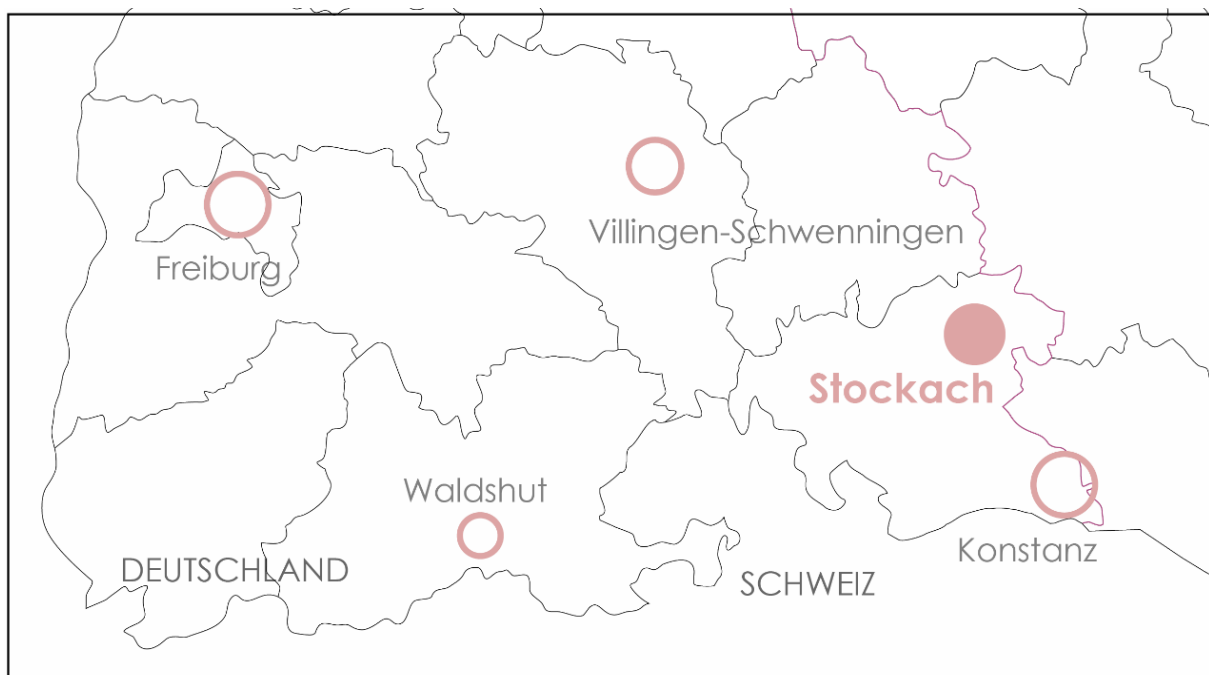 Villingen-Schwenningen
Freiburg
Stockach
Waldshut
Konstanz
DEUTSCHLAND
SCHWEIZ